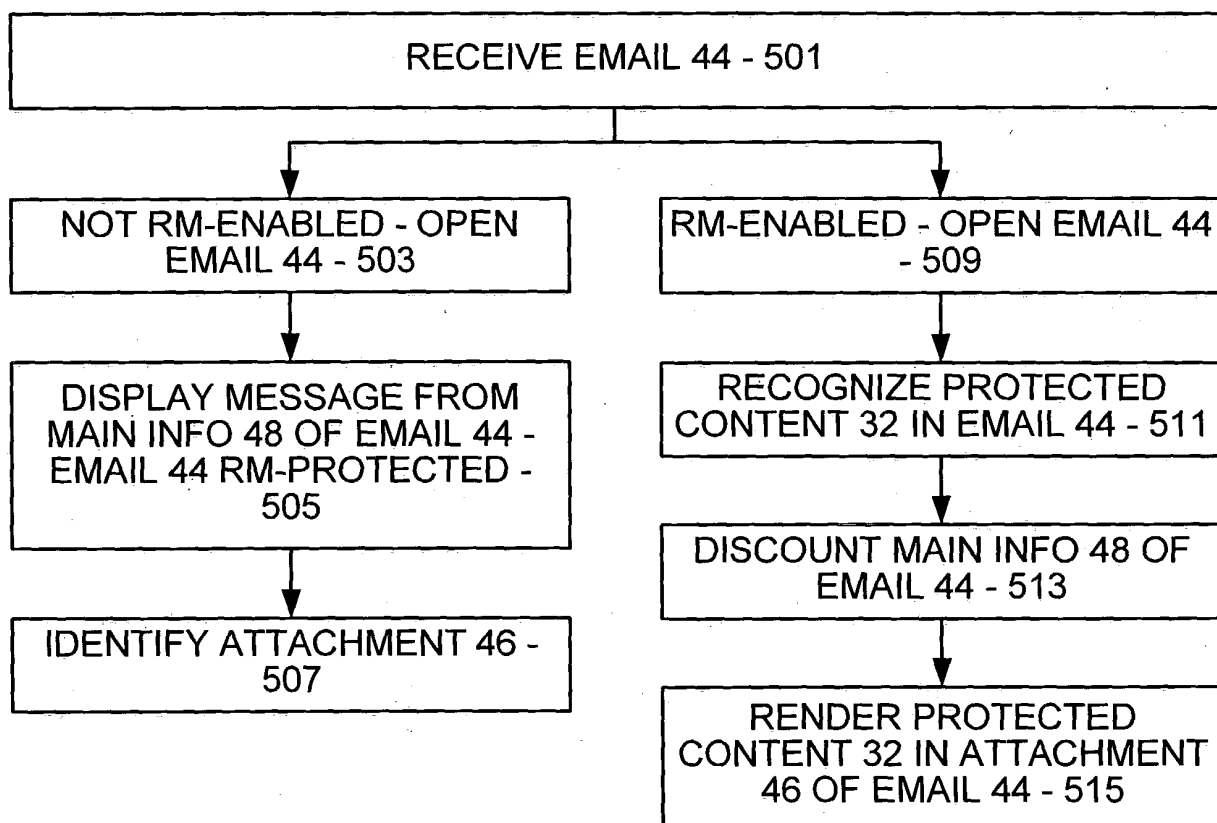 RECEIVE EMAIL 44 - 501
NOT RM-ENABLED - OPEN
EMAIL 44 - 503
DISPLAY MESSAGE FROM
MAIN INFO 48 OF EMAIL 44 -
EMAIL 44 RM-PROTECTED -
505
IDENTIFY ATTACHMENT 46 -
507
RM-ENABLED - OPEN EMAIL 44
- 509
RECOGNIZE PROTECTED
CONTENT 32 IN EMAIL 44 - 511
DISCOUNT MAIN INFO 48 OF
EMAIL 44 - 513
RENDER PROTECTED
CONTENT 32 IN ATTACHMENT
46 OF EMAIL 44 - 515